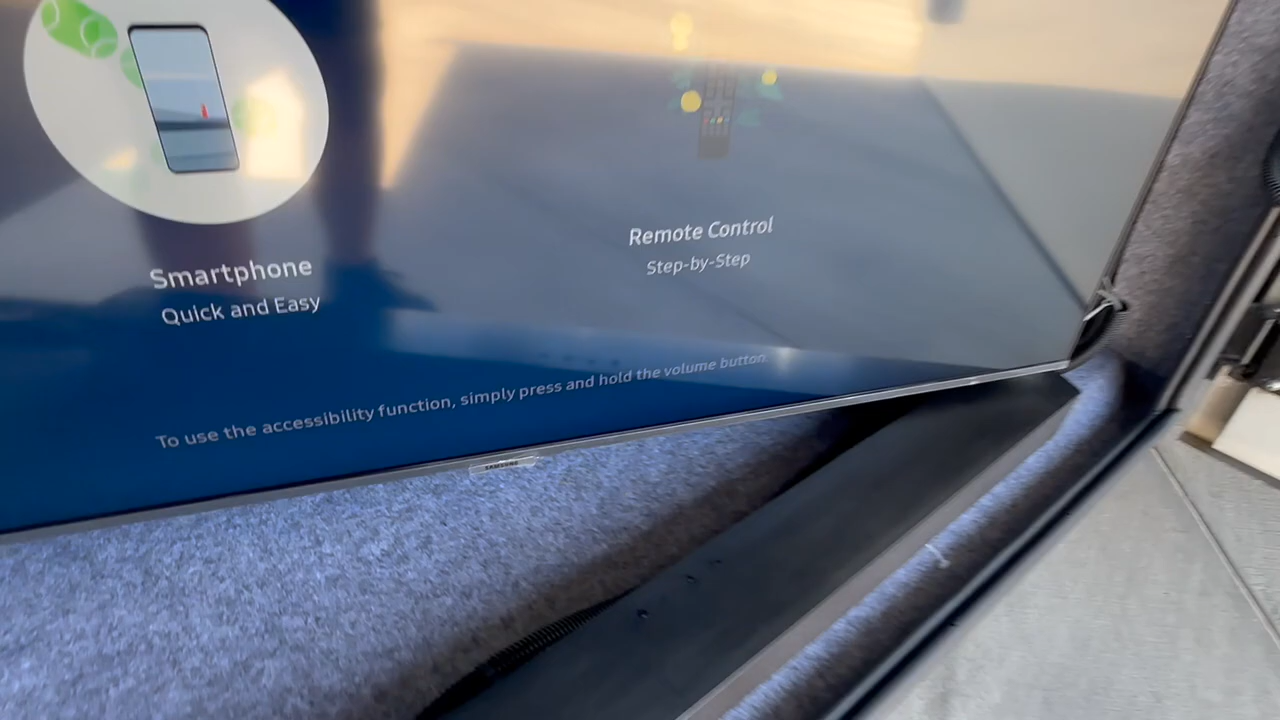 Smartphone
Quick and Easy
Remote Control
Step-by-Step
To use the accessibility function, simply press and hold the volume button.
SAMSUNG